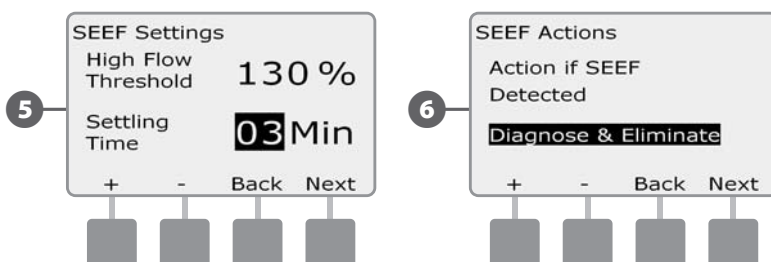 5
SEEF Settings
High Flow
Threshold
130 %
Settling
Time
03 Min
+ - Back Next
6
SEEF Actions
Action if SEEF
Detected
Diagnose & Eliminate
+ - Back Next